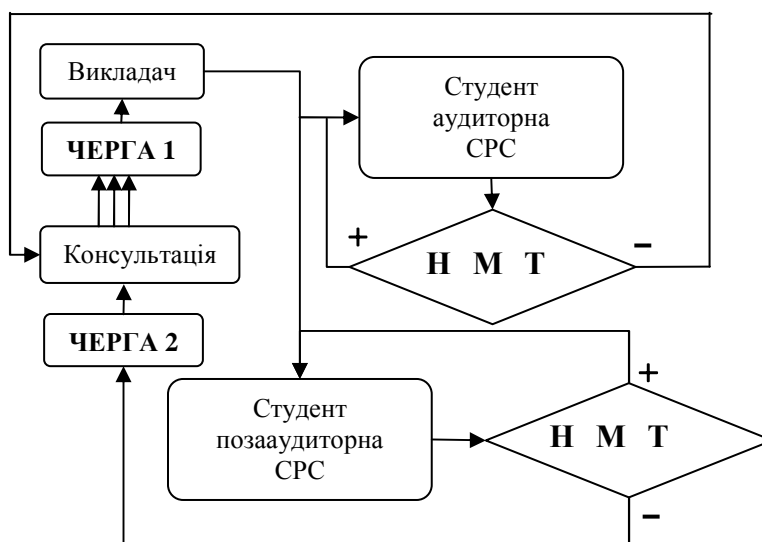 Викладач
ЧЕРГА 1
Консультація
ЧЕРГА 2
Студент
аудиторна
СРС
+
Н М Т
–
Студент
позааудиторна
СРС
+
Н М Т
–